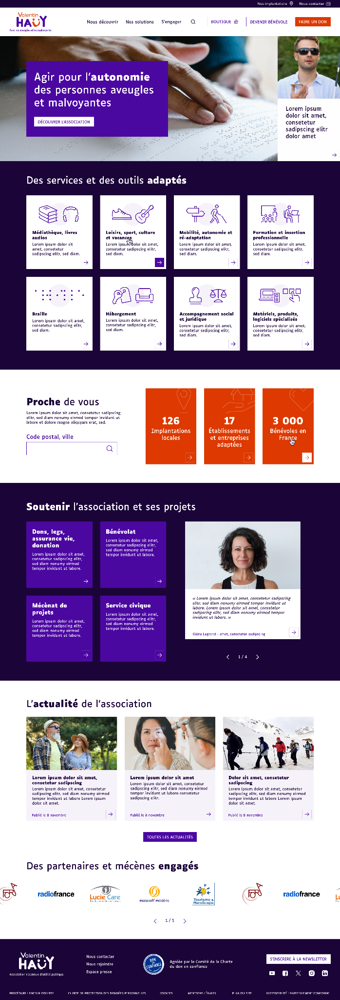 Nos implantations
Nous contacter
Valentin
HAÜY
Avec les aveugles et les malvoyants
Nous découvrir
Nos solutions
S'engager
BOUTIQUE
DEVENIR BÉNÉVOLE
FAIRE UN DON
Agir pour l'autonomie
des personnes aveugles
et malvoyantes
DÉCOUVRIR L'ASSOCIATION
Lorem ipsum
dolor sit amet,
consetetur
sadipscing elitr
dolor amet
Des services et des outils adaptés
Médiathèque, livres
audios
Lorem ipsum dolor sit
amet, consetetur
sadipscing elitr, sed diam.
Loisirs, sport, culture
et vacances
Lorem ipsum dolor sit amet,
consetetur sadipscing elitr,
sed diam.
Mobilité, autonomie et
ré-adaptation
Lorem ipsum dolor sit amet,
consetetur sadipscing elitr,
sed diam.
Formation et insertion
professionnelle
Lorem ipsum dolor sit amet,
consetetur sadipscing elitr,
sed diam.
Braille
Lorem ipsum dolor sit amet,
consetetur sadipscing elitr,
sed diam.
Hébergement
Lorem ipsum dolor sit amet,
consetetur sadipscing elitr,
sed diam.
Accompagnement social
et juridique
Lorem ipsum dolor sit amet,
consetetur sadipscing elitr,
sed diam.
Matériels, produits,
logiciels spécialisés
Lorem ipsum dolor sit amet,
consetetur sadipscing elitr,
sed diam.
Proche de vous
Lorem ipsum dolor sit amet, consetetur sadipscing
elitr, sed diam nonumy eirmod tempor invidunt ut
labore et dolore magna aliquyam erat, sed.
Code postal, ville
126
Implantations
locales
17
Établissements
et entreprises
adaptées
3 000
Bénévoles en
France
Soutenir l'association et ses projets
Dons, legs,
assurance vie,
donation
Lorem ipsum dolor sit amet,
consetetur sadipscing elitr,
sed diam nonumy eirmod
tempor invidunt ut labore.
Bénévolat
Lorem ipsum dolor sit amet,
consetetur sadipscing elitr,
sed diam nonumy eirmod
tempor invidunt ut labore.
Mécènat de
projets
Lorem ipsum dolor sit amet,
consetetur sadipscing elitr,
sed diam nonumy eirmod
tempor invidunt ut labore.
Service civique
Lorem ipsum dolor sit amet,
consetetur sadipscing elitr,
sed diam nonumy eirmod
tempor invidunt ut labore.
« Lorem ipsum dolor sit amet, consetetur sadipscing
elitr, sed diam nonumy eirmod tempor invidunt ut
labore. Lorem ipsum dolor sit amet, consetetur
sadipscing elitr, sed diam nonumy eirmod tempor
invidunt ut labore. »
Claire Legrand - amet, consetetur sadipscing
1 / 4
L'actualité de l'association
Lorem ipsum dolor sit amet,
consetetur sadipscing
Lorem ipsum dolor sit amet, consetetur
sadipscing elitr, sed diam nonumy eirmod
tempor invidunt ut labore Lorem ipsum
dolor sit amet.
Publié le 8 novembre
Lorem ipsum dolor sit amet
Lorem ipsum dolor sit amet, consetetur
sadipscing elitr, sed diam nonumy eirmod
tempor invidunt ut labore consetetur
sadipscing elitr.
Publié le 8 novembre
Dolor sit amet, consetetur
sadipscing
Lorem ipsum dolor sit amet, consetetur
sadipscing elitr, sed diam nonumy eirmod
tempor invidunt ut labore Lorem ipsum
dolor sit amet.
Publié le 8 novembre
TOUTES LES ACTUALITÉS
Des partenaires et mécènes engagés
radiofrance
Lucie Care
malakoff médéric
Tourisme &
Handicaps
radiofrance
1 / 5
Valentin
HAÜY
Association reconnue d'utilité publique
Nous contacter
Nous rejoindre
Espace presse
DON
EN
CONFIANCE
Agréée par le Comité de la Charte
du don en confiance
S'INSCRIRE À LA NEWSLETTER
PROCÉDURE LANCEUR D'ALERTE
CHARTE DE PROTECTION DES DONNÉES PERSONNELLES
COOKIES
MENTIONS LÉGALES
PLAN DU SITE
ACCESSIBILITÉ : PARTIELLEMENT CONFORME